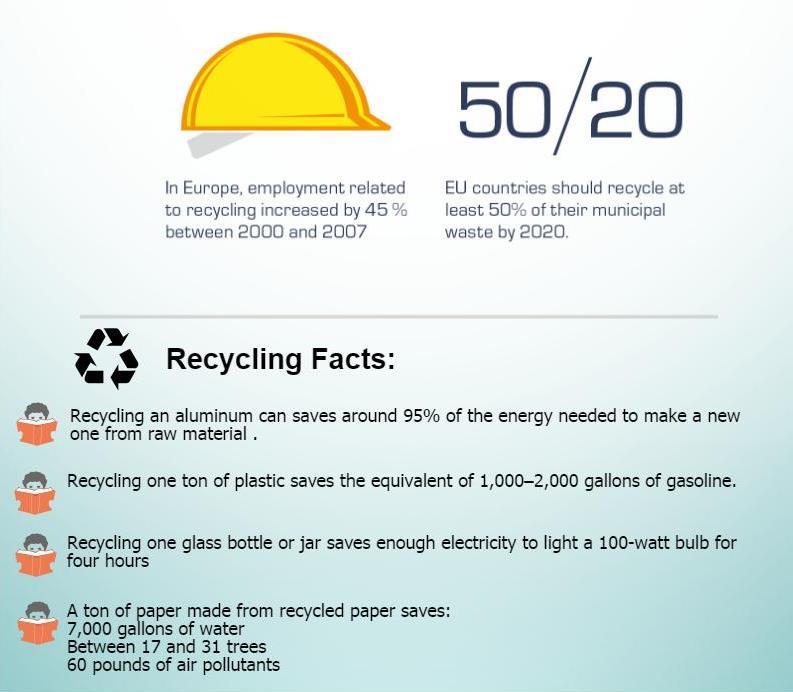 50/20
In Europe, employment related
to recycling increased by 45 %
between 2000 and 2007
EU countries should recycle at
least 50% of their municipal
waste by 2020.
Recycling Facts:
Recycling an aluminum can saves around 95% of the energy needed to make a new
one from raw material .
Recycling one ton of plastic saves the equivalent of 1,000–2,000 gallons of gasoline.
Recycling one glass bottle or jar saves enough electricity to light a 100-watt bulb for
four hours
A ton of paper made from recycled paper saves:
7,000 gallons of water
Between 17 and 31 trees
60 pounds of air pollutants